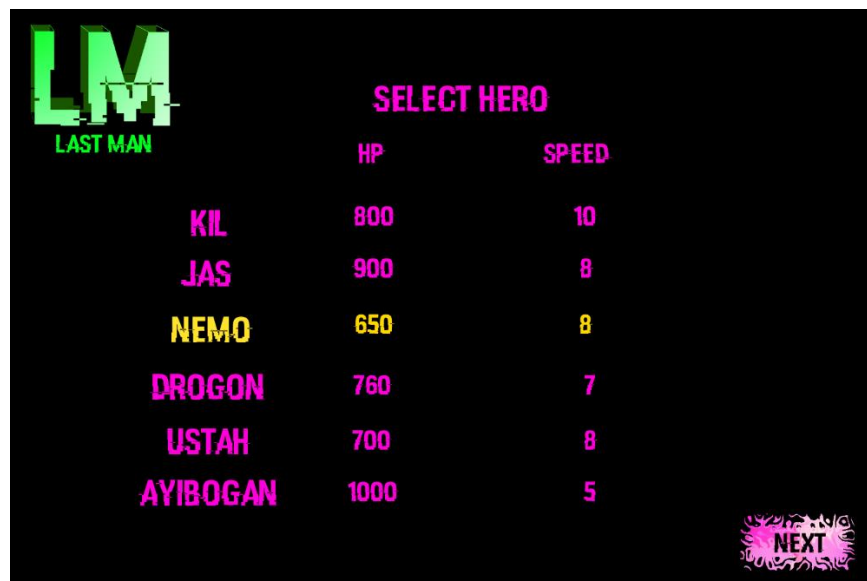 LM
LAST MAN
SELECT HERO
HP SPEED
KIL 800 10
JAS 900 8
NEMO 650 8
DROGON 760 7
USTAH 700 8
AYIBOGAN 1000 5
NEXT